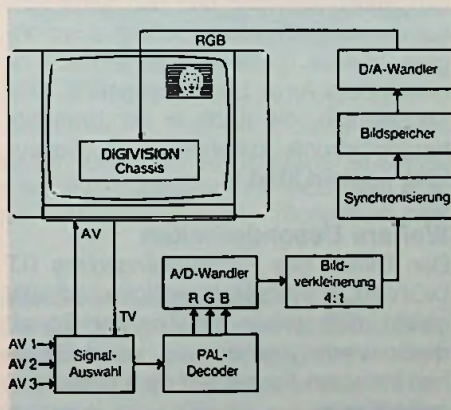 RGB
D/A-Wandler
DIGIVISION
Chassis
Bildspeicher
Synchronisierung
AV
TV
A/D-Wandler
R G B
Bild-
verkleinerung
4:1
AV 1
AV 2
AV 3
Signal-
Auswahl
PAL-
Decoder